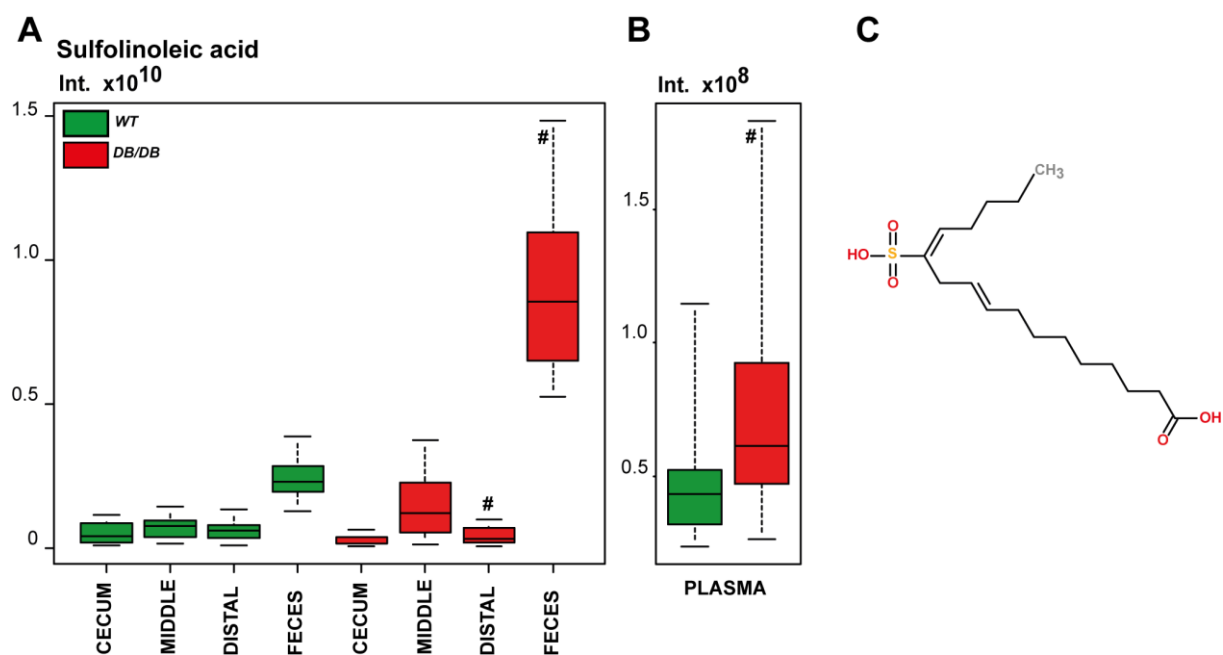 A
Sulfolinoleic acid
Int. x10^10
1.5
WT
DB/DB
#
1.0
0.5
#
0
CECUM
MIDDLE
DISTAL
FECES
CECUM
MIDDLE
DISTAL
FECES
B
Int. x10^8
#
1.5
1.0
0.5
PLASMA
C
CH3
O
HO S
O
OH
O